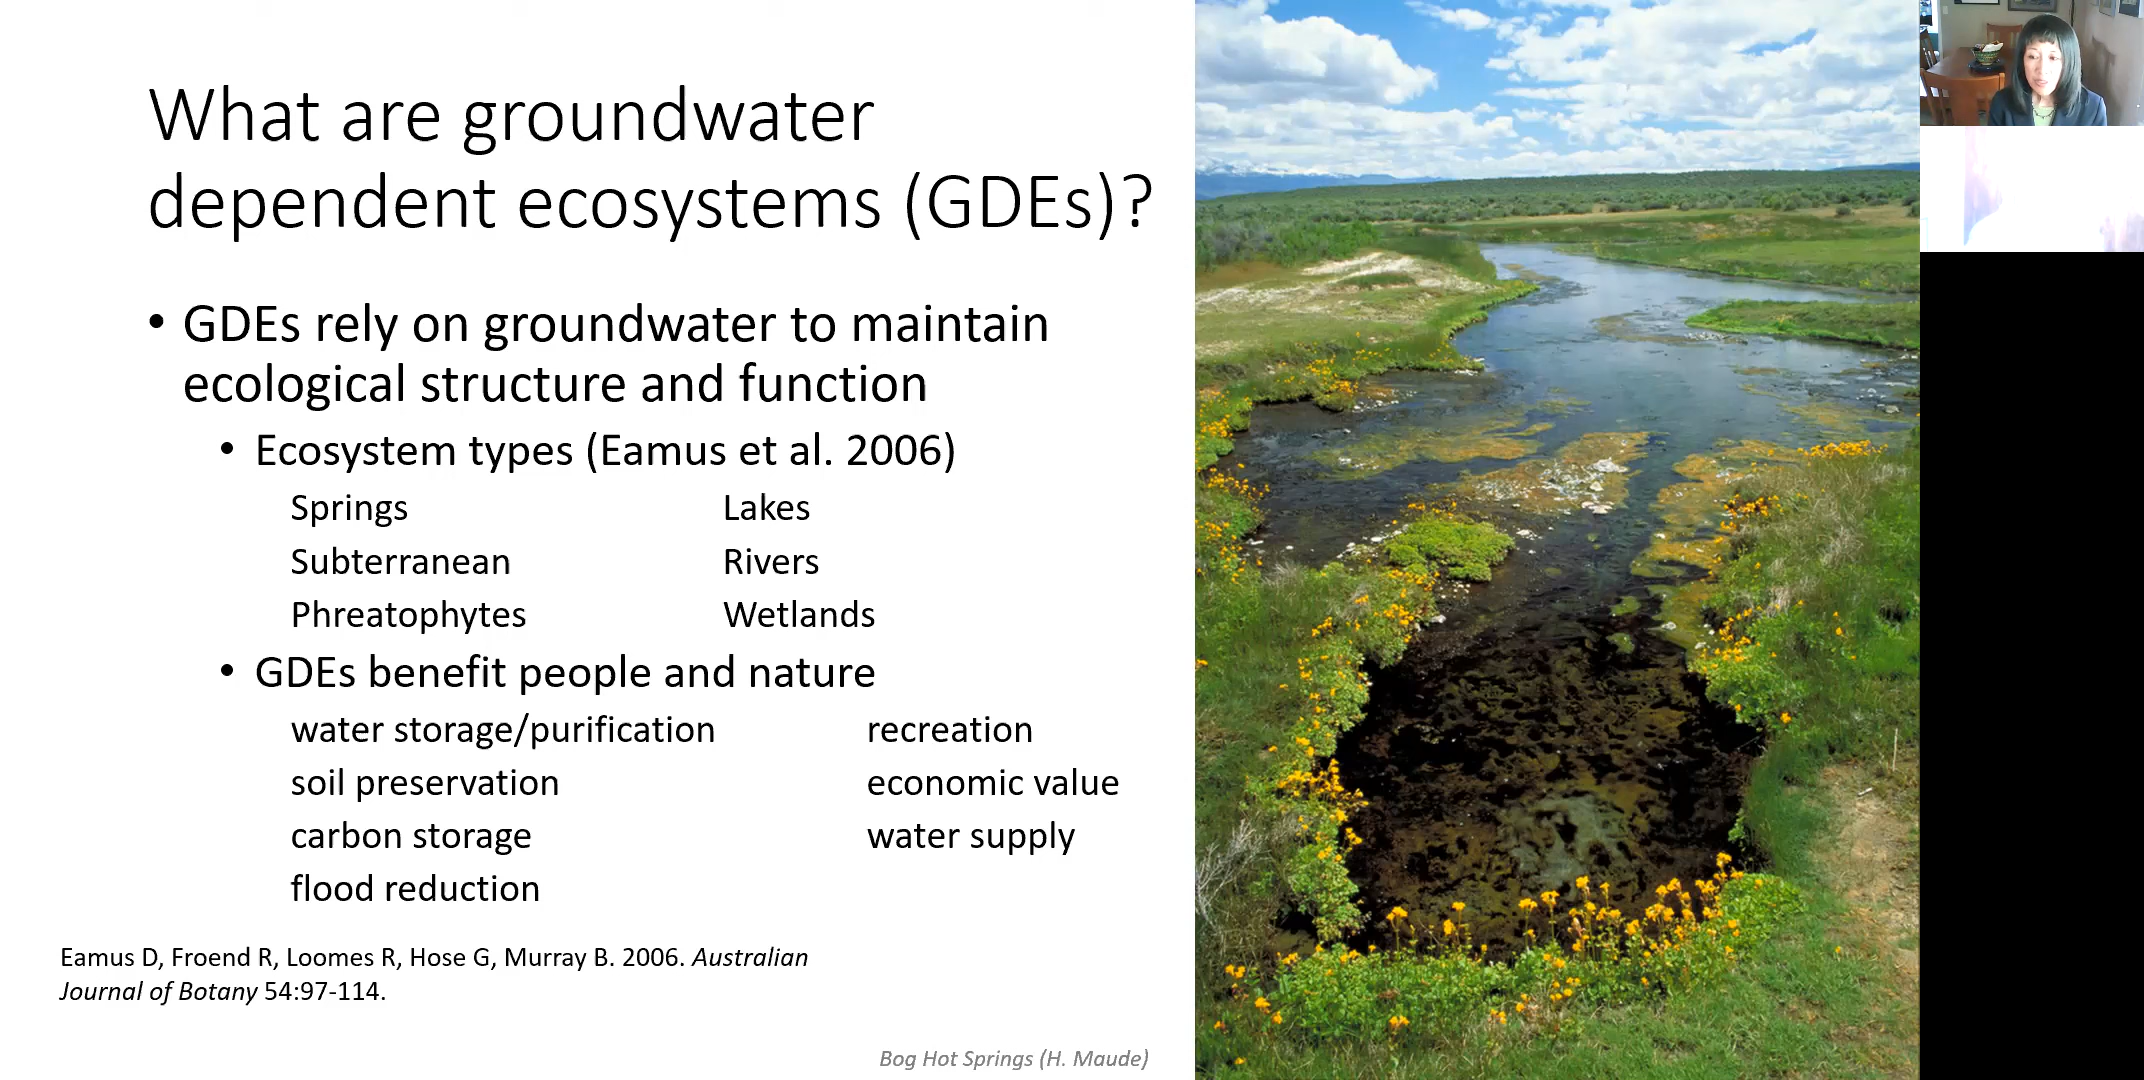 What are groundwater
dependent ecosystems (GDEs)?
• GDEs rely on groundwater to maintain
ecological structure and function
• Ecosystem types (Eamus et al. 2006)
Springs Lakes
Subterranean Rivers
Phreatophytes Wetlands
• GDEs benefit people and nature
water storage/purification recreation
soil preservation economic value
carbon storage water supply
flood reduction
Eamus D, Froend R, Loomes R, Hose G, Murray B. 2006. Australian
Journal of Botany 54:97-114.
Bog Hot Springs (H. Maude)